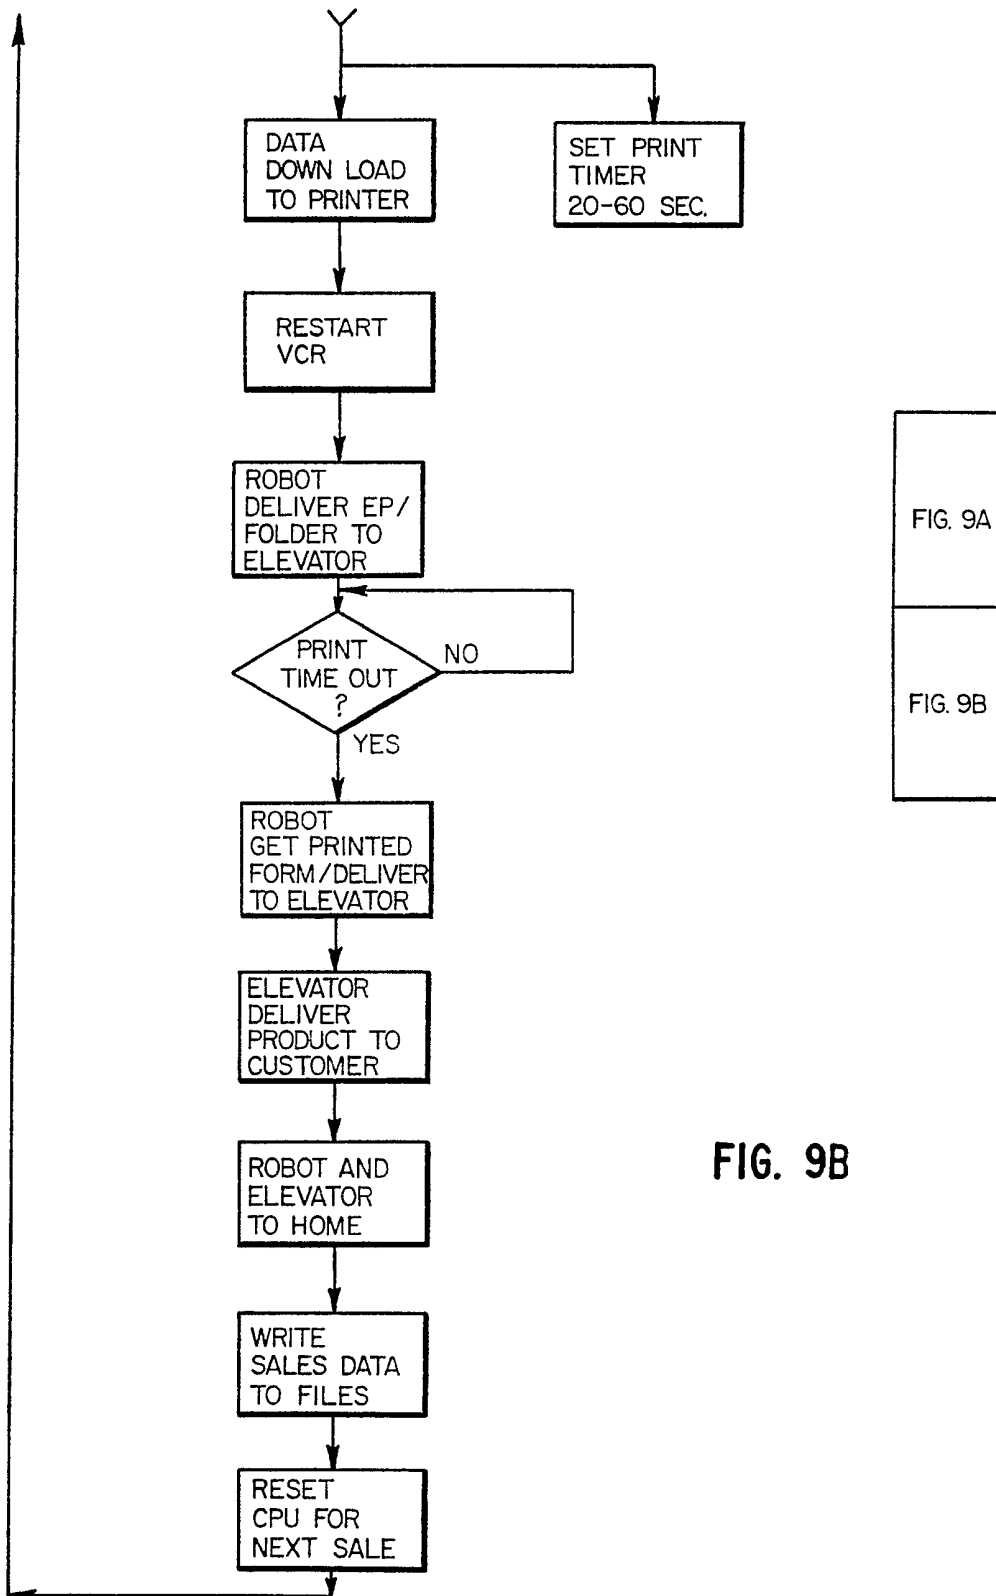 DATA
DOWN LOAD
TO PRINTER
SET PRINT
TIMER
20-60 SEC.
RESTART
VCR
ROBOT
DELIVER EP/
FOLDER TO
ELEVATOR
PRINT
TIME OUT
?
NO
YES
ROBOT
GET PRINTED
FORM/DELIVER
TO ELEVATOR
ELEVATOR
DELIVER
PRODUCT TO
CUSTOMER
ROBOT AND
ELEVATOR
TO HOME
WRITE
SALES DATA
TO FILES
RESET
CPU FOR
NEXT SALE
FIG. 9A
FIG. 9B
FIG. 9B